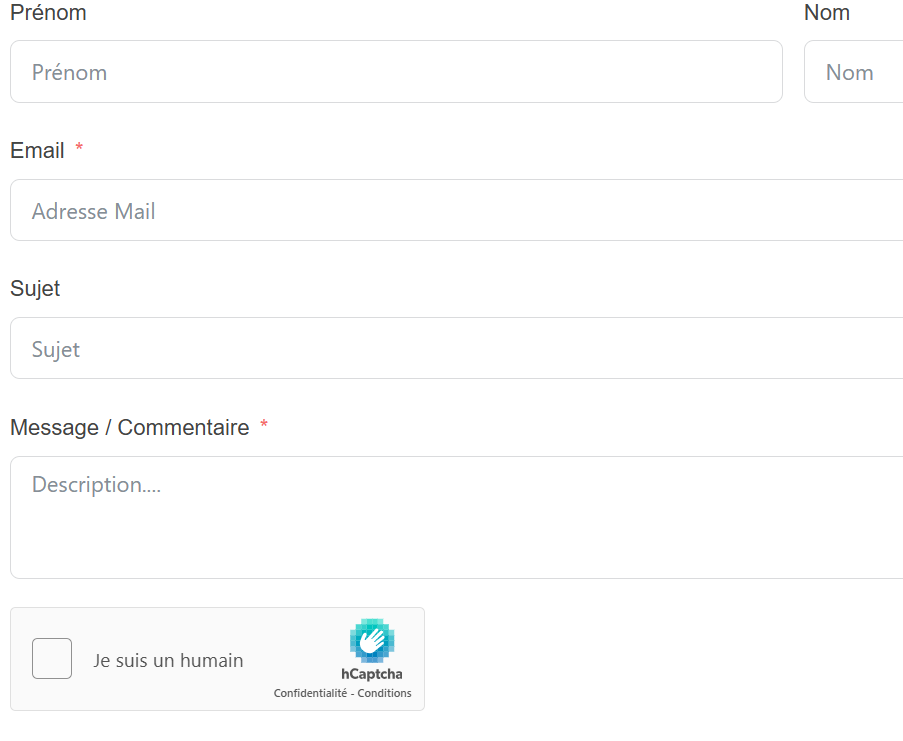 Prénom Nom
Prénom Nom
Email *
Adresse Mail
Sujet
Sujet
Message / Commentaire *
Description....
Je suis un humain
hCaptcha
Confidentialité - Conditions